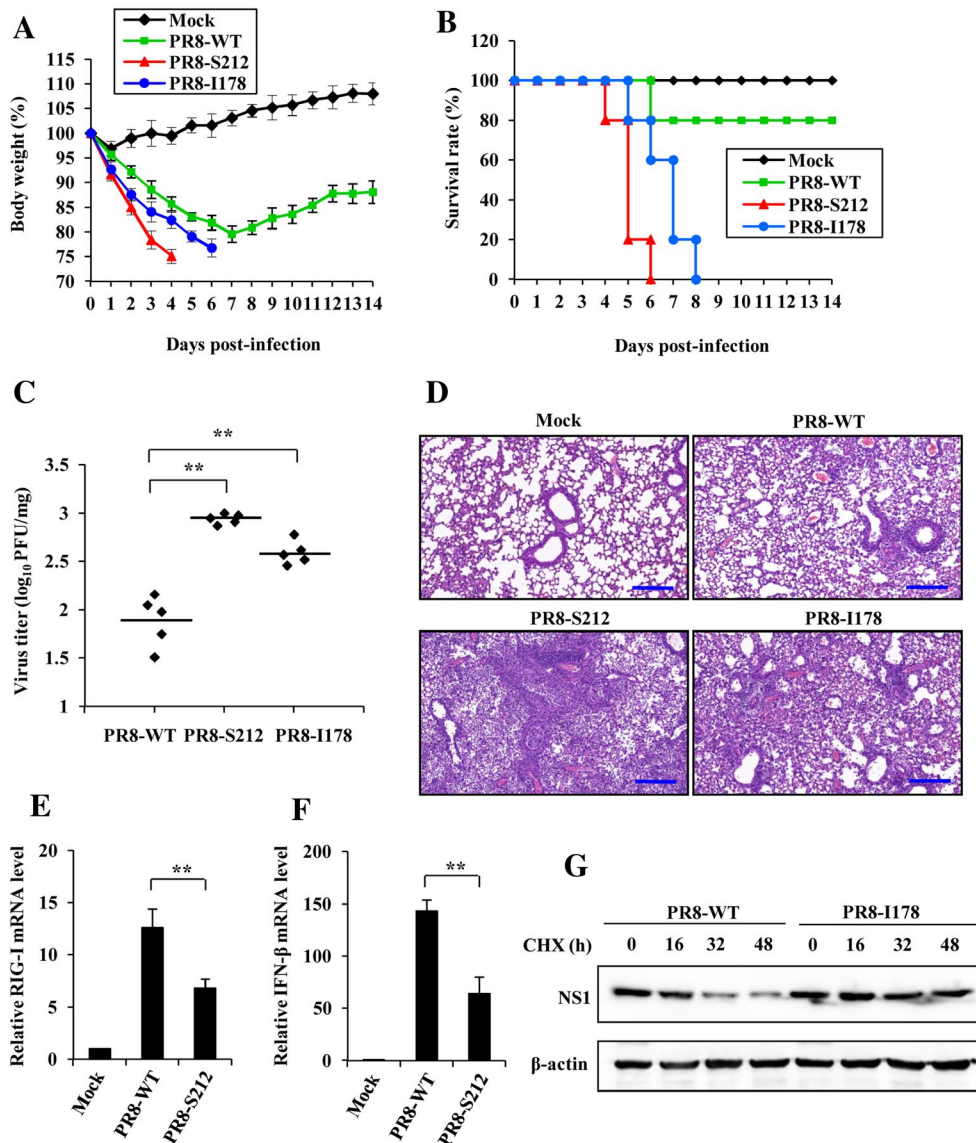 A
Mock
PR8-WT
PR8-S212
PR8-I178
Body weight (%)
115
110
105
100
95
90
85
80
75
70
0 1 2 3 4 5 6 7 8 9 10 11 12 13 14
Days post-infection
B
Survival rate (%)
120
100
80
60
40
20
0
Mock
PR8-WT
PR8-S212
PR8-I178
0 1 2 3 4 5 6 7 8 9 10 11 12 13 14
Days post-infection
C
**
**
Virus titer (log10 PFU/mg)
3.5
3
2.5
2
1.5
1
PR8-WT PR8-S212 PR8-I178
D
Mock PR8-WT
PR8-S212 PR8-I178
E
Relative RIG-I mRNA level
20
15
10
5
0
**
Mock PR8-WT PR8-S212
F
Relative IFN-β mRNA level
200
150
100
50
0
**
Mock PR8-WT PR8-S212
G
PR8-WT PR8-I178
CHX (h) 0 16 32 48 0 16 32 48
NS1
β-actin